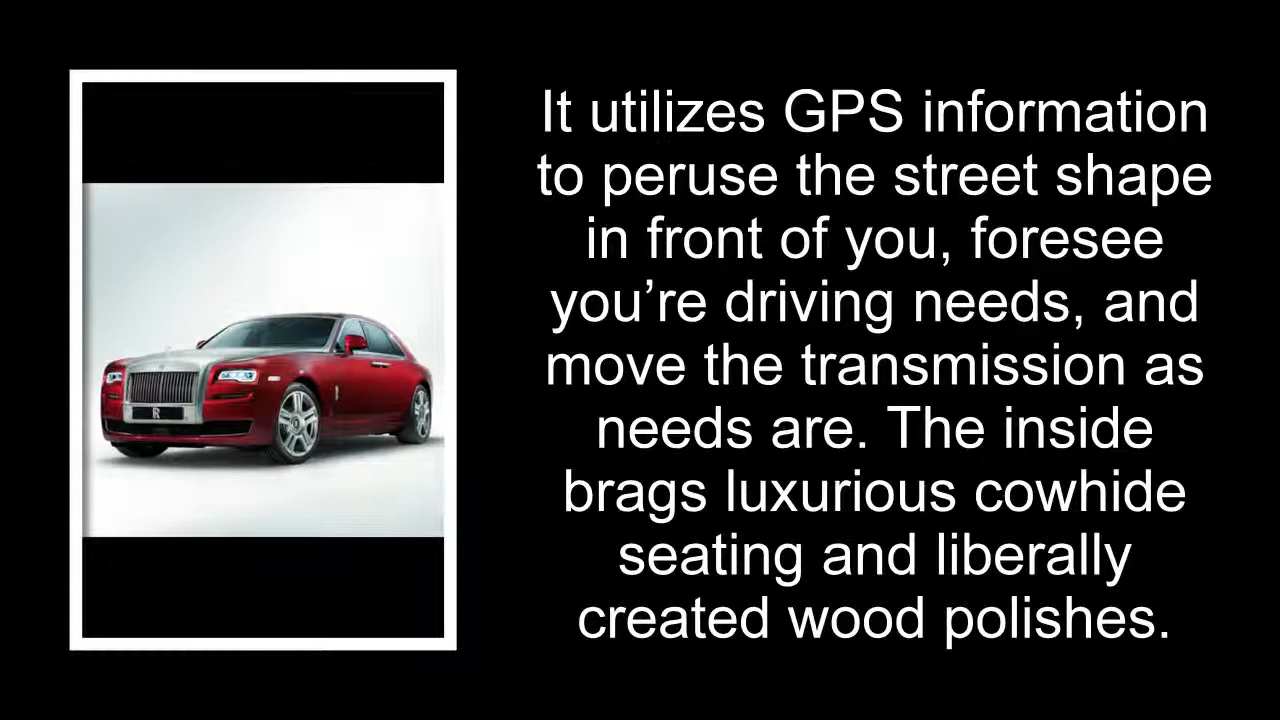 It utilizes GPS information
to peruse the street shape
in front of you, foresee
you’re driving needs, and
move the transmission as
needs are. The inside
brags luxurious cowhide
seating and liberally
created wood polishes.